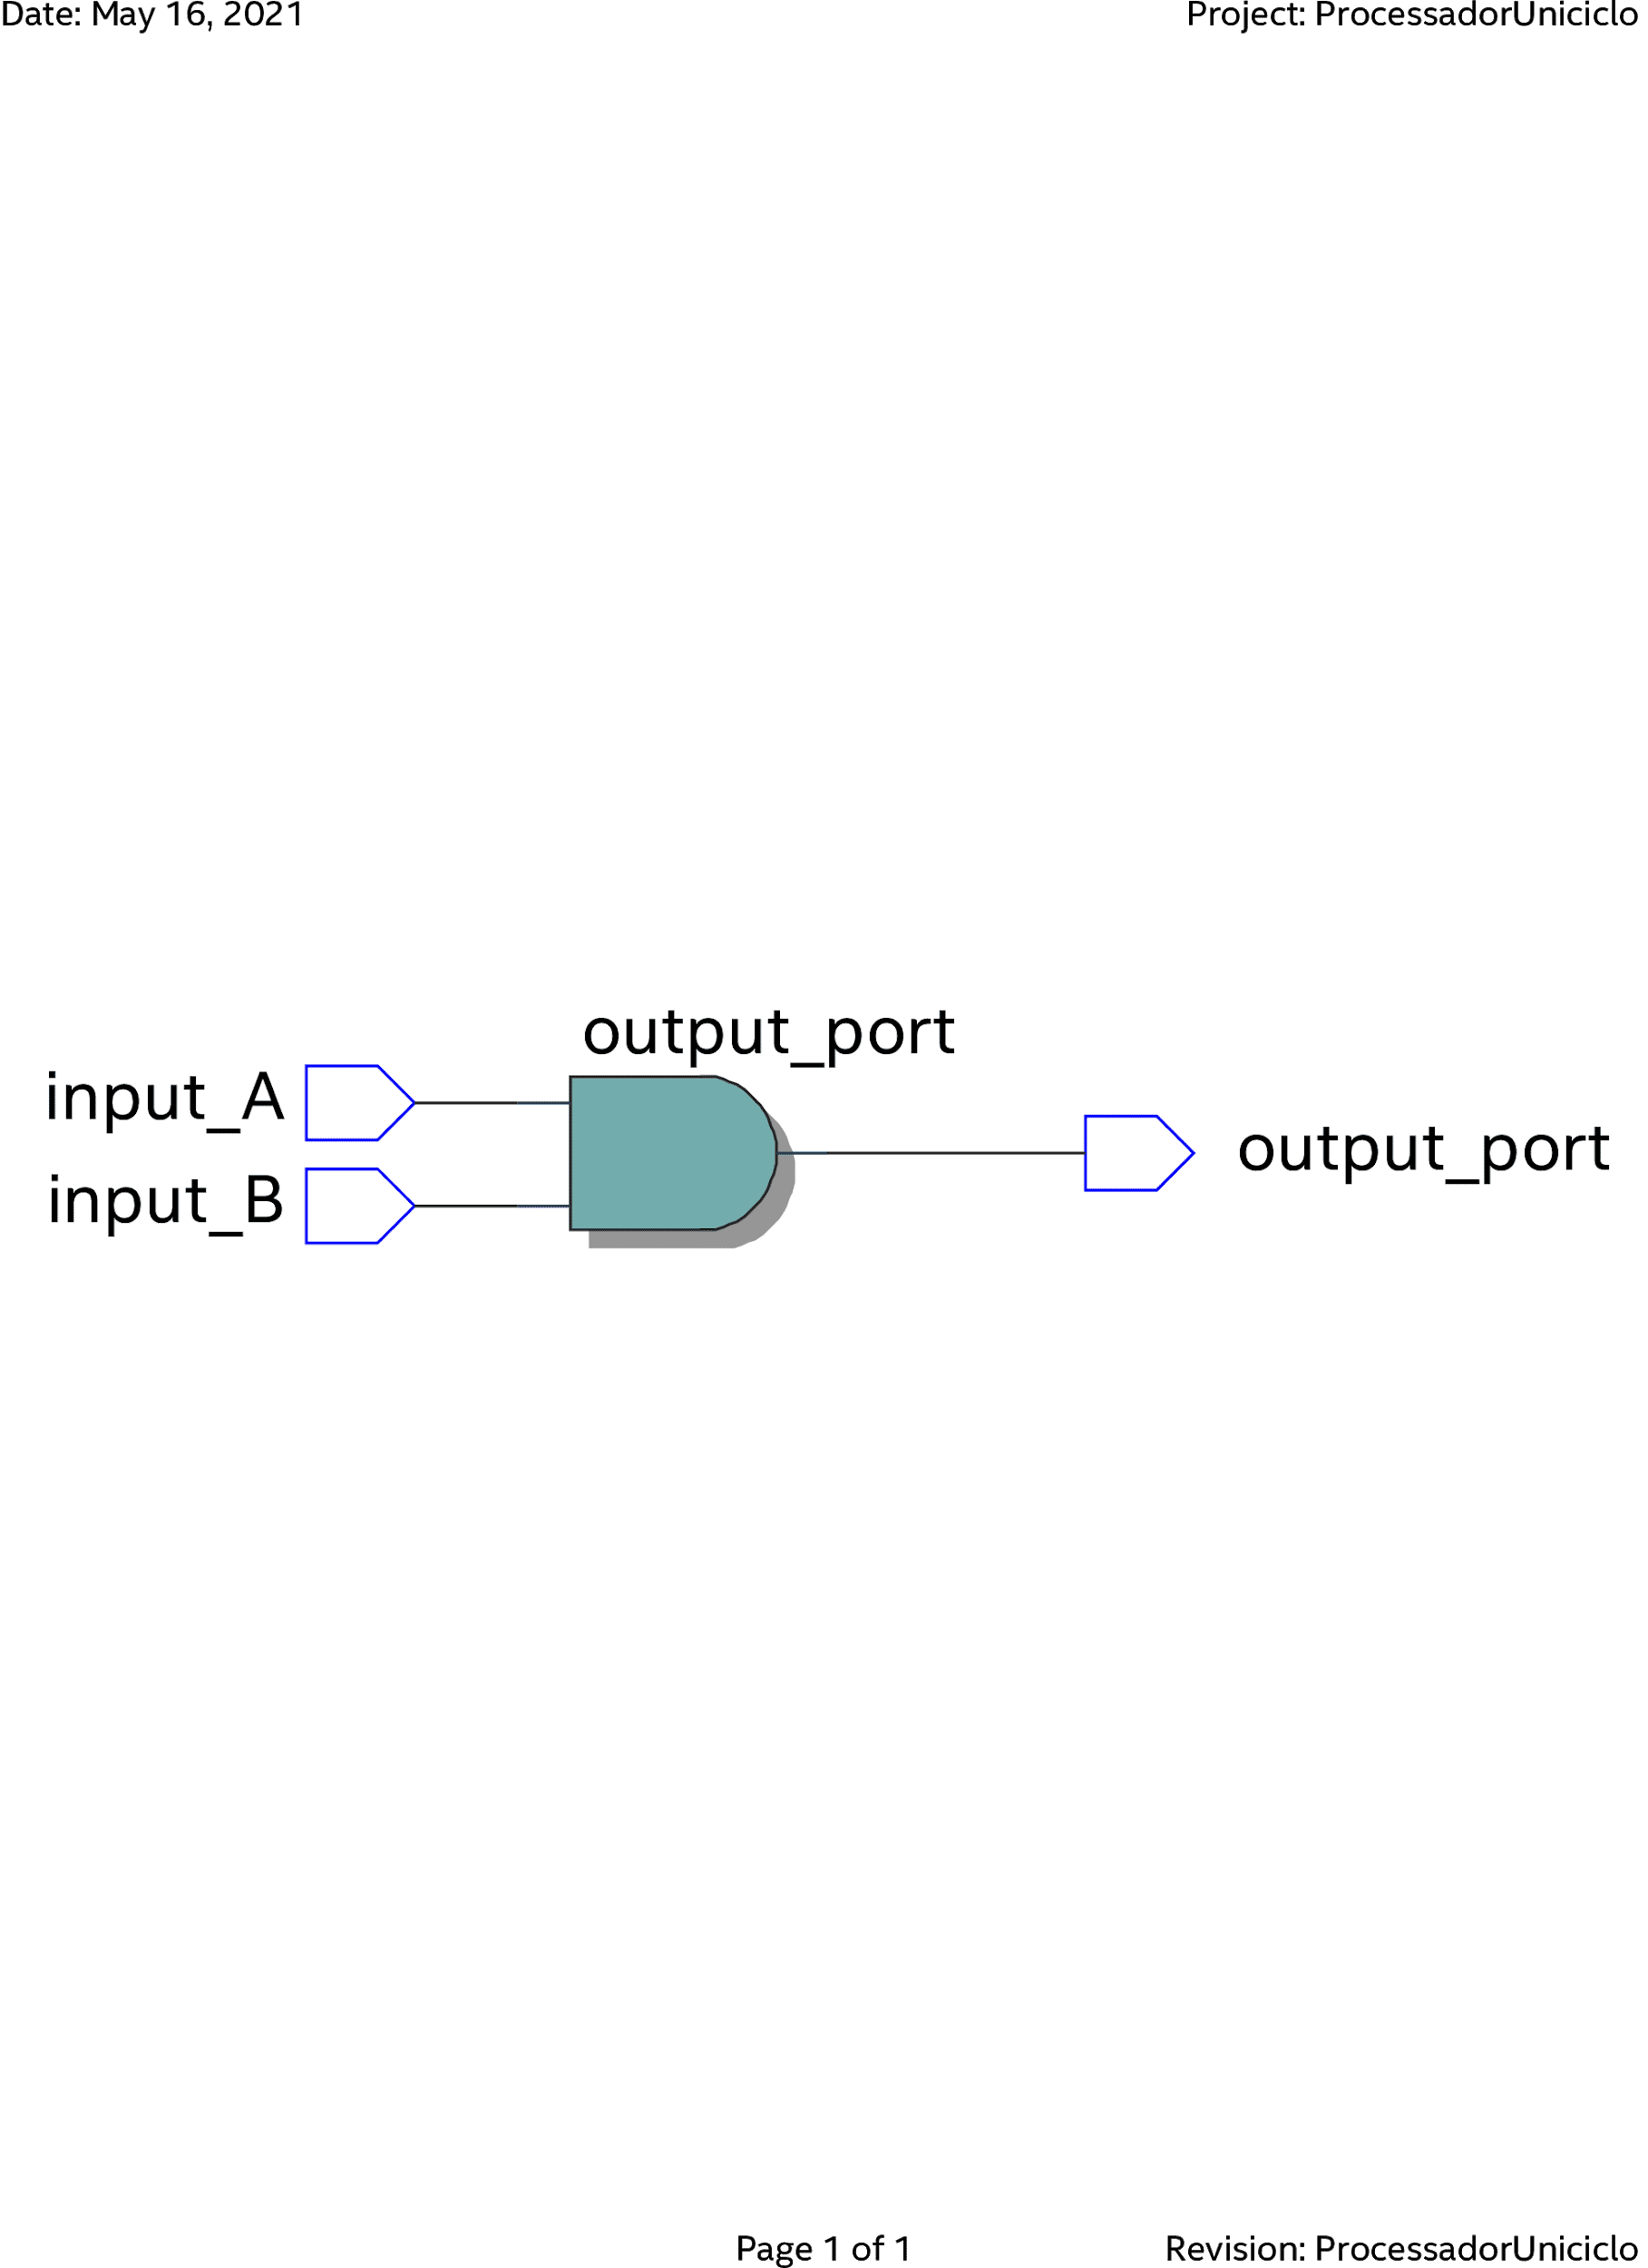 Date: May 16, 2021
Project: ProcessadorUniciclo
output_port
input_A
output_port
input_B
Page 1 of 1
Revision: ProcessadorUniciclo